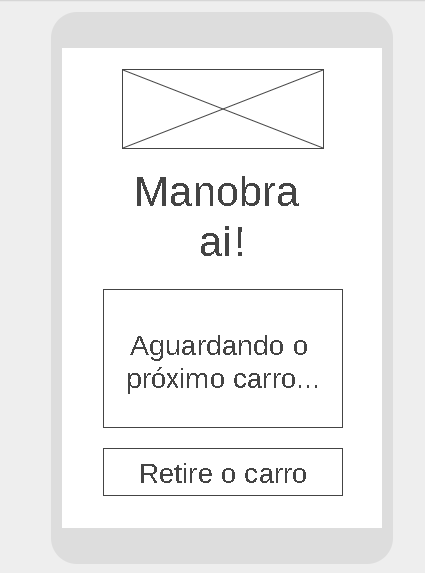 Manobra
ai!
Aguardando o
próximo carro...
Retire o carro